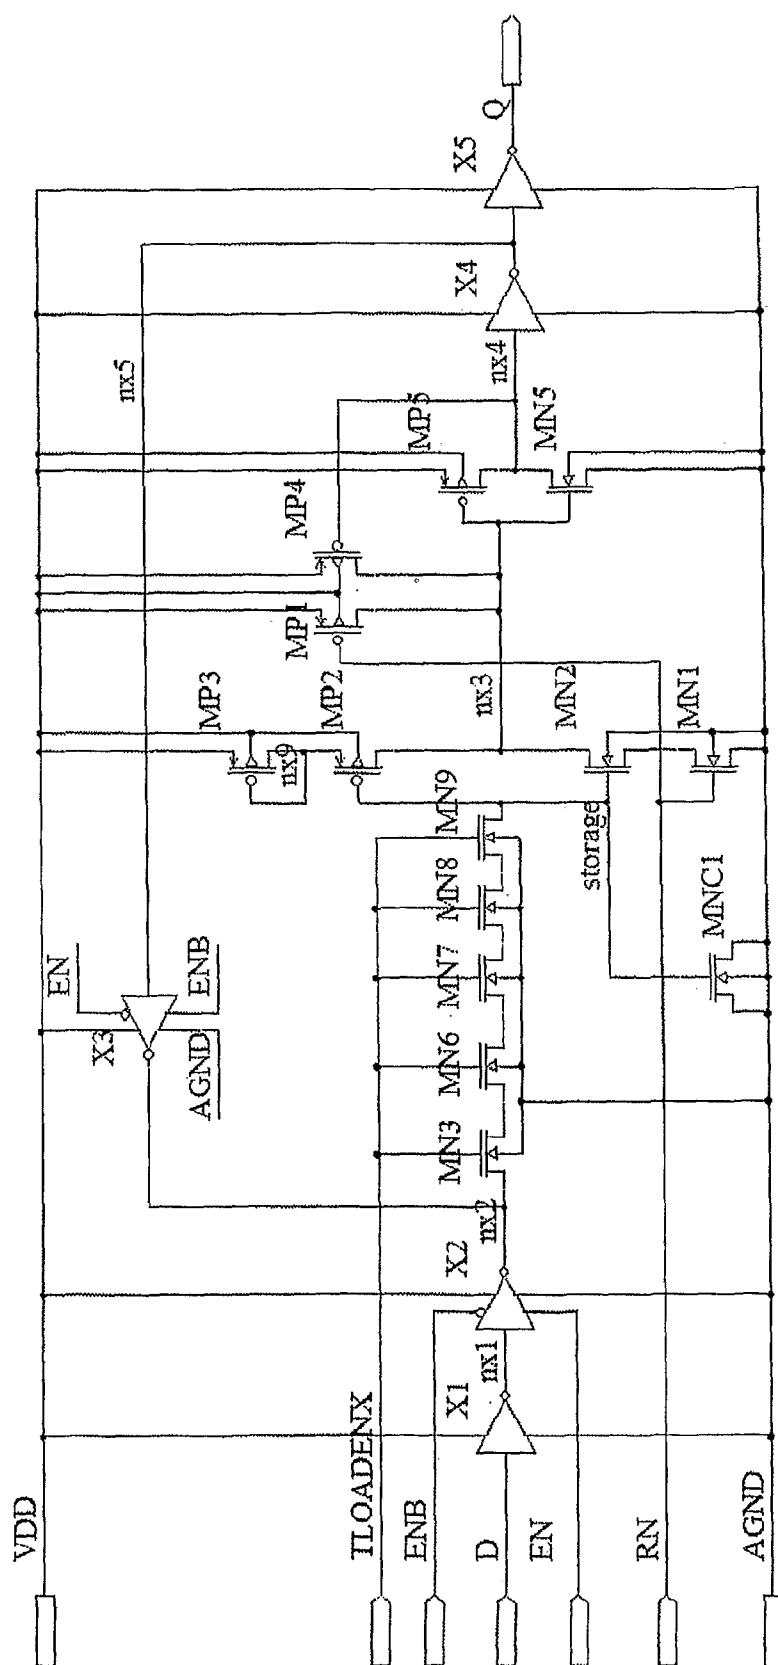 VDD
TLOADENX
ENB
D
EN
RN
AGND
X1
nx1
X2
nx2
X3
EN
ENB
AGND
MN3
MN6
MN7
MN8
MN9
MNC1
storage
MP3
nx9
MP2
MN2
MN1
nx3
MP1
MP4
nx5
MP5
MN5
nx4
X4
X5
Q